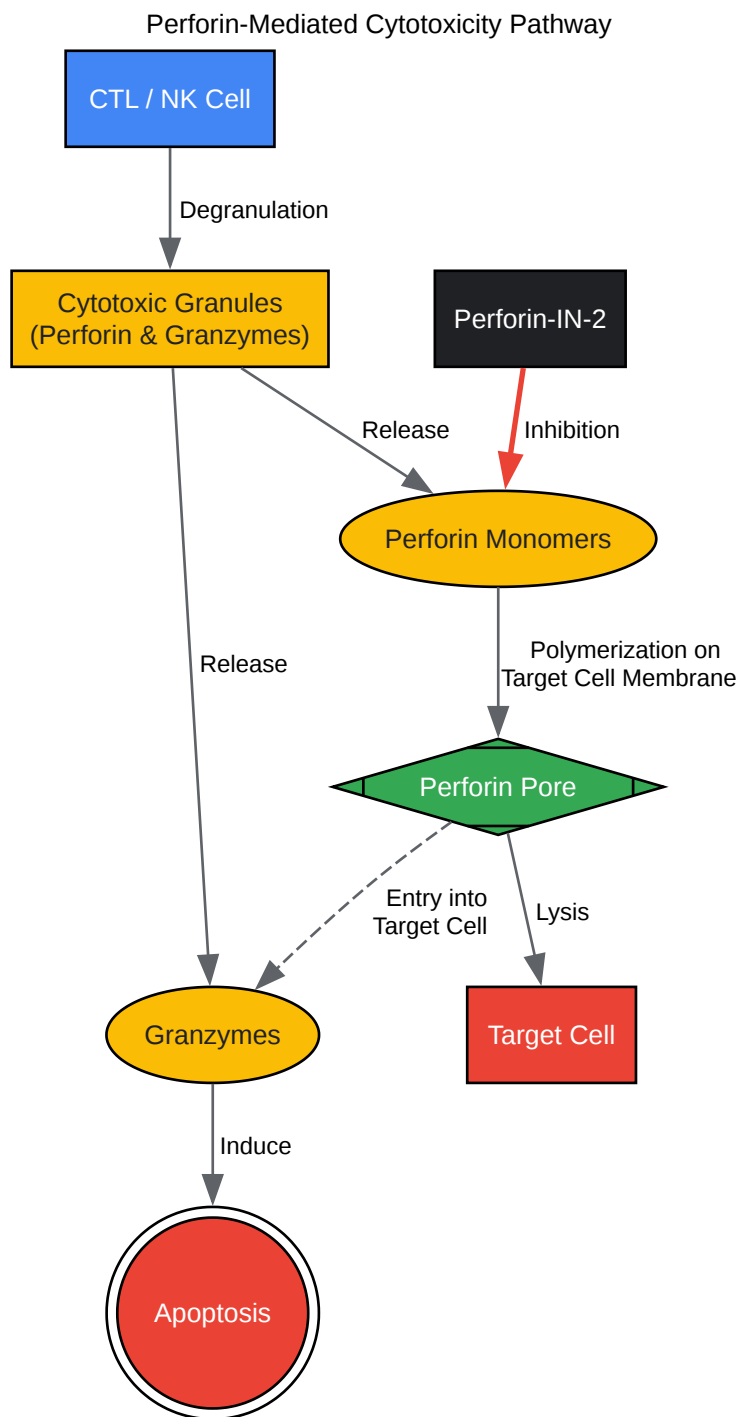 Perforin-Mediated Cytotoxicity Pathway
CTL / NK Cell
Degranulation
Cytotoxic Granules
(Perforin & Granzymes)
Perforin-IN-2
Release
Inhibition
Perforin Monomers
Release
Polymerization on
Target Cell Membrane
Perforin Pore
Entry into
Target Cell
Lysis
Granzymes
Target Cell
Induce
Apoptosis